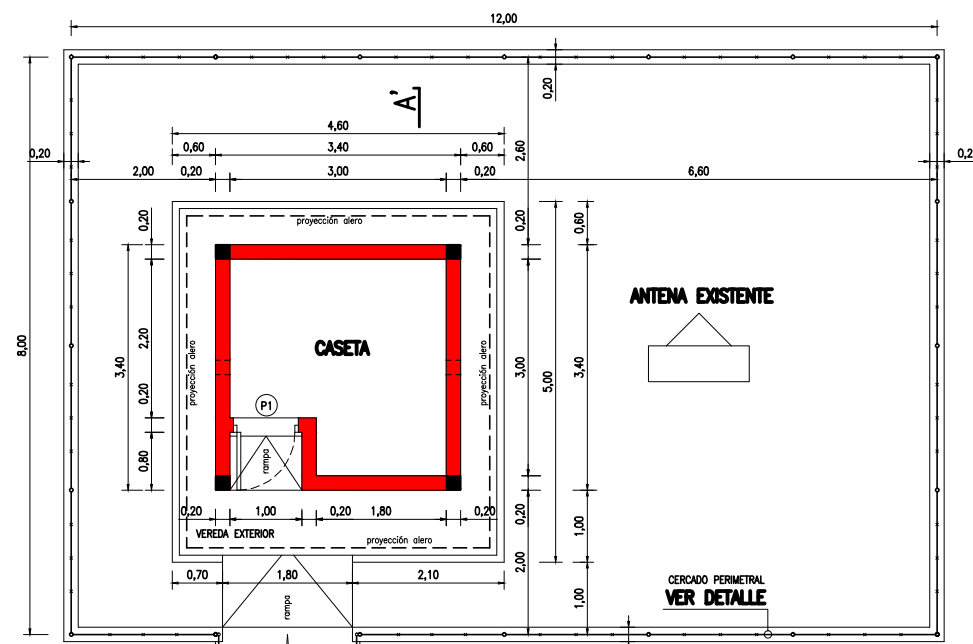 12,00
A'
0,20
4,60
0,60
3,40
0,60
2,60
0,20
2,00
0,20
3,00
0,20
6,60
0,20
proyección alero
0,20
0,60
8,00
3,40
2,20
0,20
0,80
proyección alero
CASETA
P1
rampa
proyección alero
3,00
5,00
3,40
ANTENA EXISTENTE
0,20
1,00
0,20
1,80
0,20
0,20
1,00
VEREDA EXTERIOR
proyección alero
2,00
0,70
1,80
2,10
1,00
rampa
CERCADO PERIMETRAL
VER DETALLE